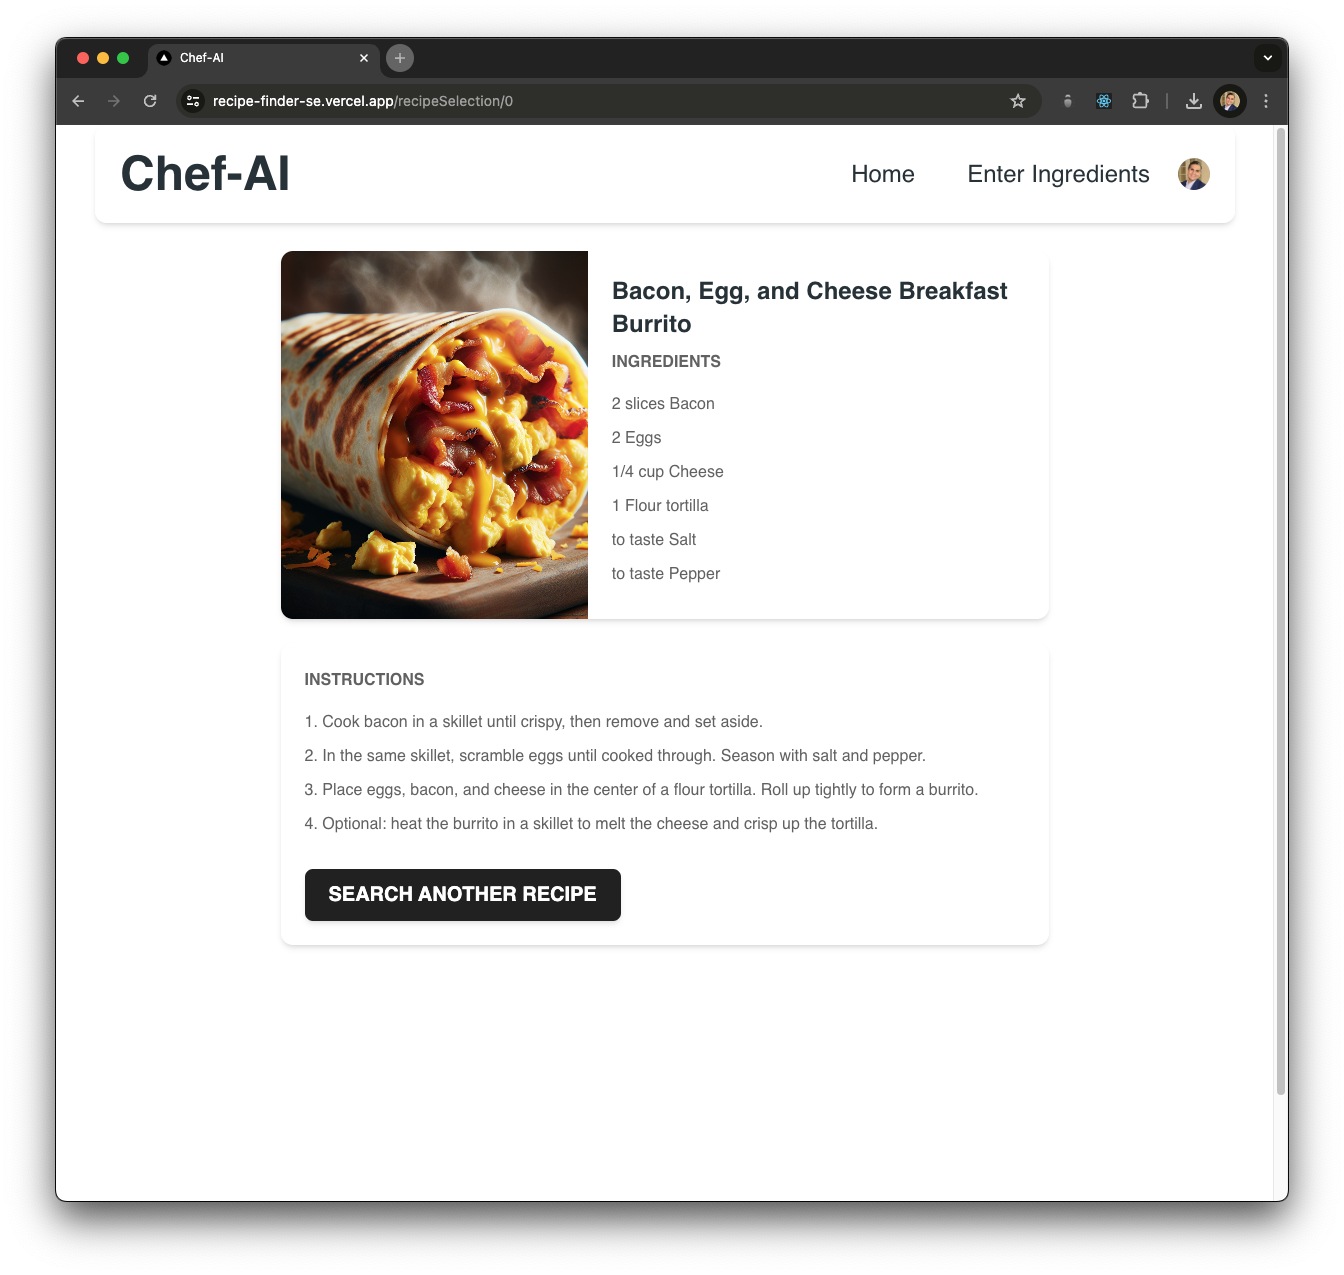 Chef-AI
recipe-finder-se.vercel.app/recipeSelection/0
Chef-AI
Home
Enter Ingredients
Bacon, Egg, and Cheese Breakfast
Burrito
INGREDIENTS
2 slices Bacon
2 Eggs
1/4 cup Cheese
1 Flour tortilla
to taste Salt
to taste Pepper
INSTRUCTIONS
1. Cook bacon in a skillet until crispy, then remove and set aside.
2. In the same skillet, scramble eggs until cooked through. Season with salt and pepper.
3. Place eggs, bacon, and cheese in the center of a flour tortilla. Roll up tightly to form a burrito.
4. Optional: heat the burrito in a skillet to melt the cheese and crisp up the tortilla.
SEARCH ANOTHER RECIPE